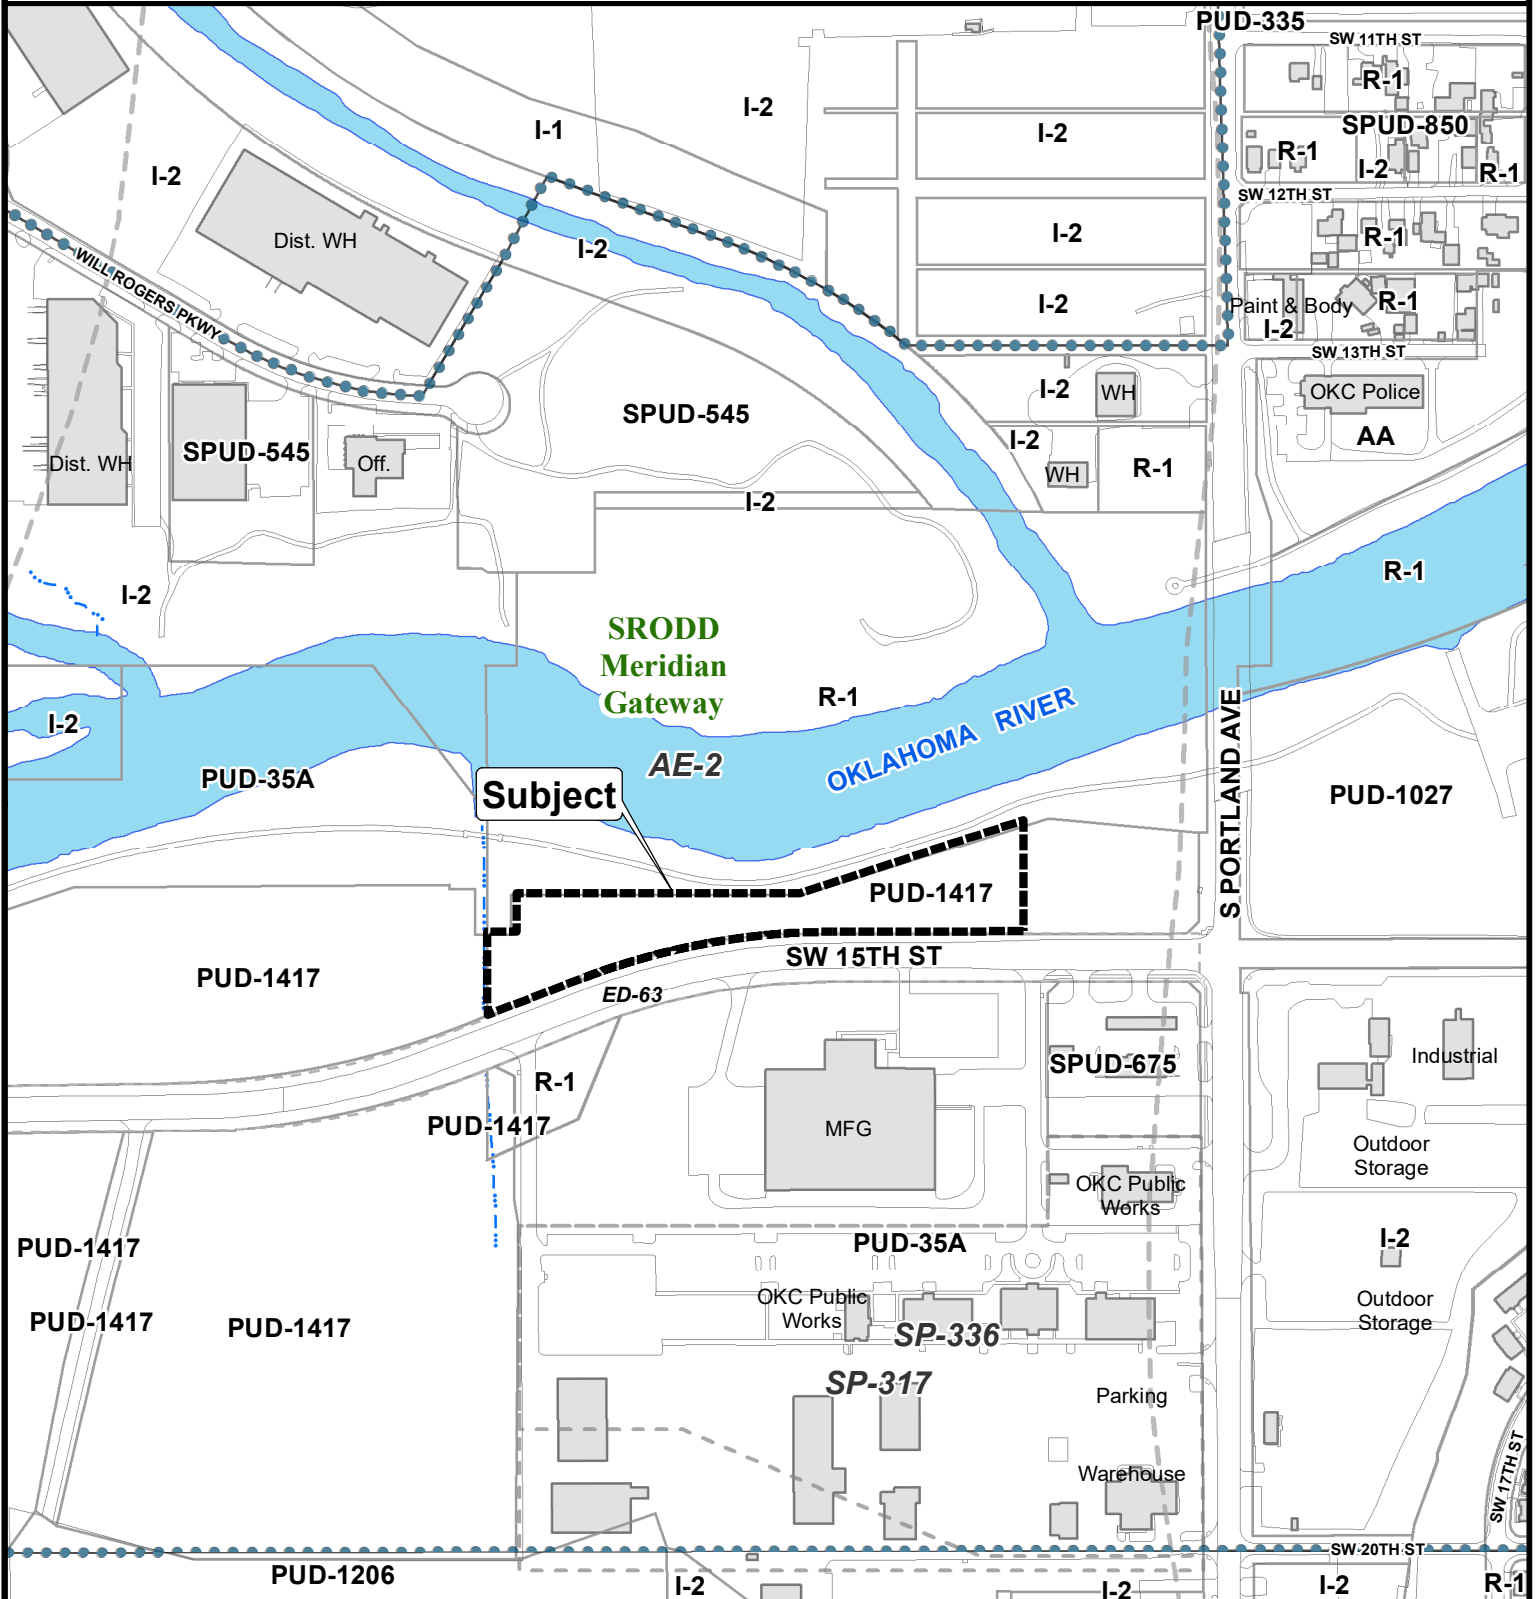 PUD-335
SW 11TH ST
R-1
I-2
I-1
I-2
SPUD-850
R-1
I-2
R-1
I-2
SW 12TH ST
Dist. WH
I-2
I-2
R-1
WILL ROGERS PKWY
I-2
Paint & Body
R-1
I-2
SW 13TH ST
I-2
WH
OKC Police
SPUD-545
AA
SPUD-545
Dist. WH
Off.
I-2
WH
R-1
I-2
I-2
R-1
SRODD
Meridian
Gateway
R-1
I-2
AE-2
OKLAHOMA RIVER
S PORTLAND AVE
PUD-35A
Subject
PUD-1027
PUD-1417
SW 15TH ST
PUD-1417
ED-63
R-1
SPUD-675
Industrial
PUD-1417
MFG
Outdoor
Storage
OKC Public
Works
PUD-1417
PUD-35A
I-2
PUD-1417
PUD-1417
OKC Public
Works
SP-336
Outdoor
Storage
SP-317
Parking
Warehouse
SW 17TH ST
SW 20TH ST
PUD-1206
I-2
I-2
I-2
R-1